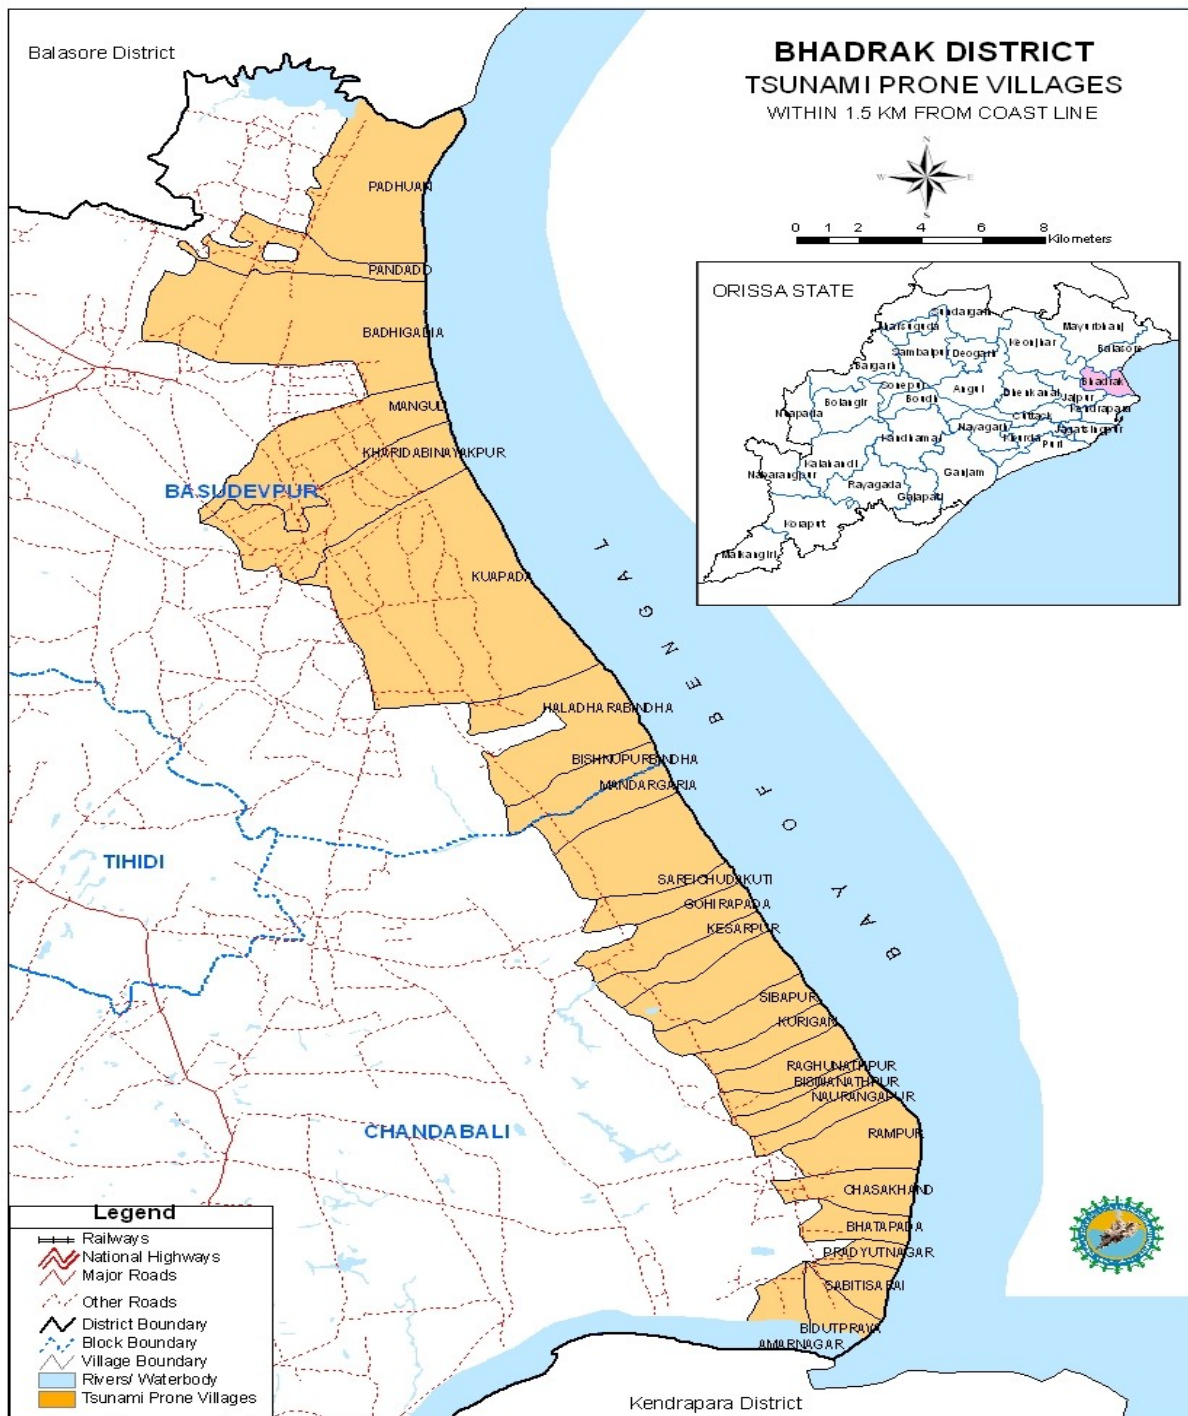 Balasore District
BHADRAK DISTRICT
TSUNAMI PRONE VILLAGES
WITHIN 1.5 KM FROM COAST LINE
N
W E
S
0 1 2 4 6 8
Kilometers
ORISSA STATE
Sundargarh
Jharsuguda
Mayurbhanj
Keonjhar
Balasore
Sambalpur
Deogarh
Bargarh
Bhadrak
Sonepur
Angul
Dhenkanal
Jajpur
Bolangir
Boudh
Kendrapara
Nuapada
Cuttack
Nayagarh
Jagatsingpur
Kandhamal
Khurda
Puri
Kalahandi
Ganjam
Nabarangpur
Rayagada
Gajapati
Koraput
Malkangiri
PADHUAN
PANDADD
BADHIGADIA
MANGULI
KHARIDABINAYAKPUR
BASUDEVPUR
KUAPADA
BAY OF BENGAL
HALADHARABINDHA
BISHNUPURBINDHA
MANDARGARIA
TIHIDI
SAREICHUDAKUTI
GOHIRAPADA
KESARPUR
SIBAPUR
KURIGAN
RAGHUNATHPUR
BISWANATHPUR
NAURANGAPUR
CHANDABALI
RAMPUR
CHASAKHAND
BHATAPADA
PRADYUTNAGAR
SABITISARAI
BIDUTPRAVA
AMARNAGAR
Legend
Railways
National Highways
Major Roads
Other Roads
District Boundary
Block Boundary
Village Boundary
Rivers/ Waterbody
Tsunami Prone Villages
Kendrapara District